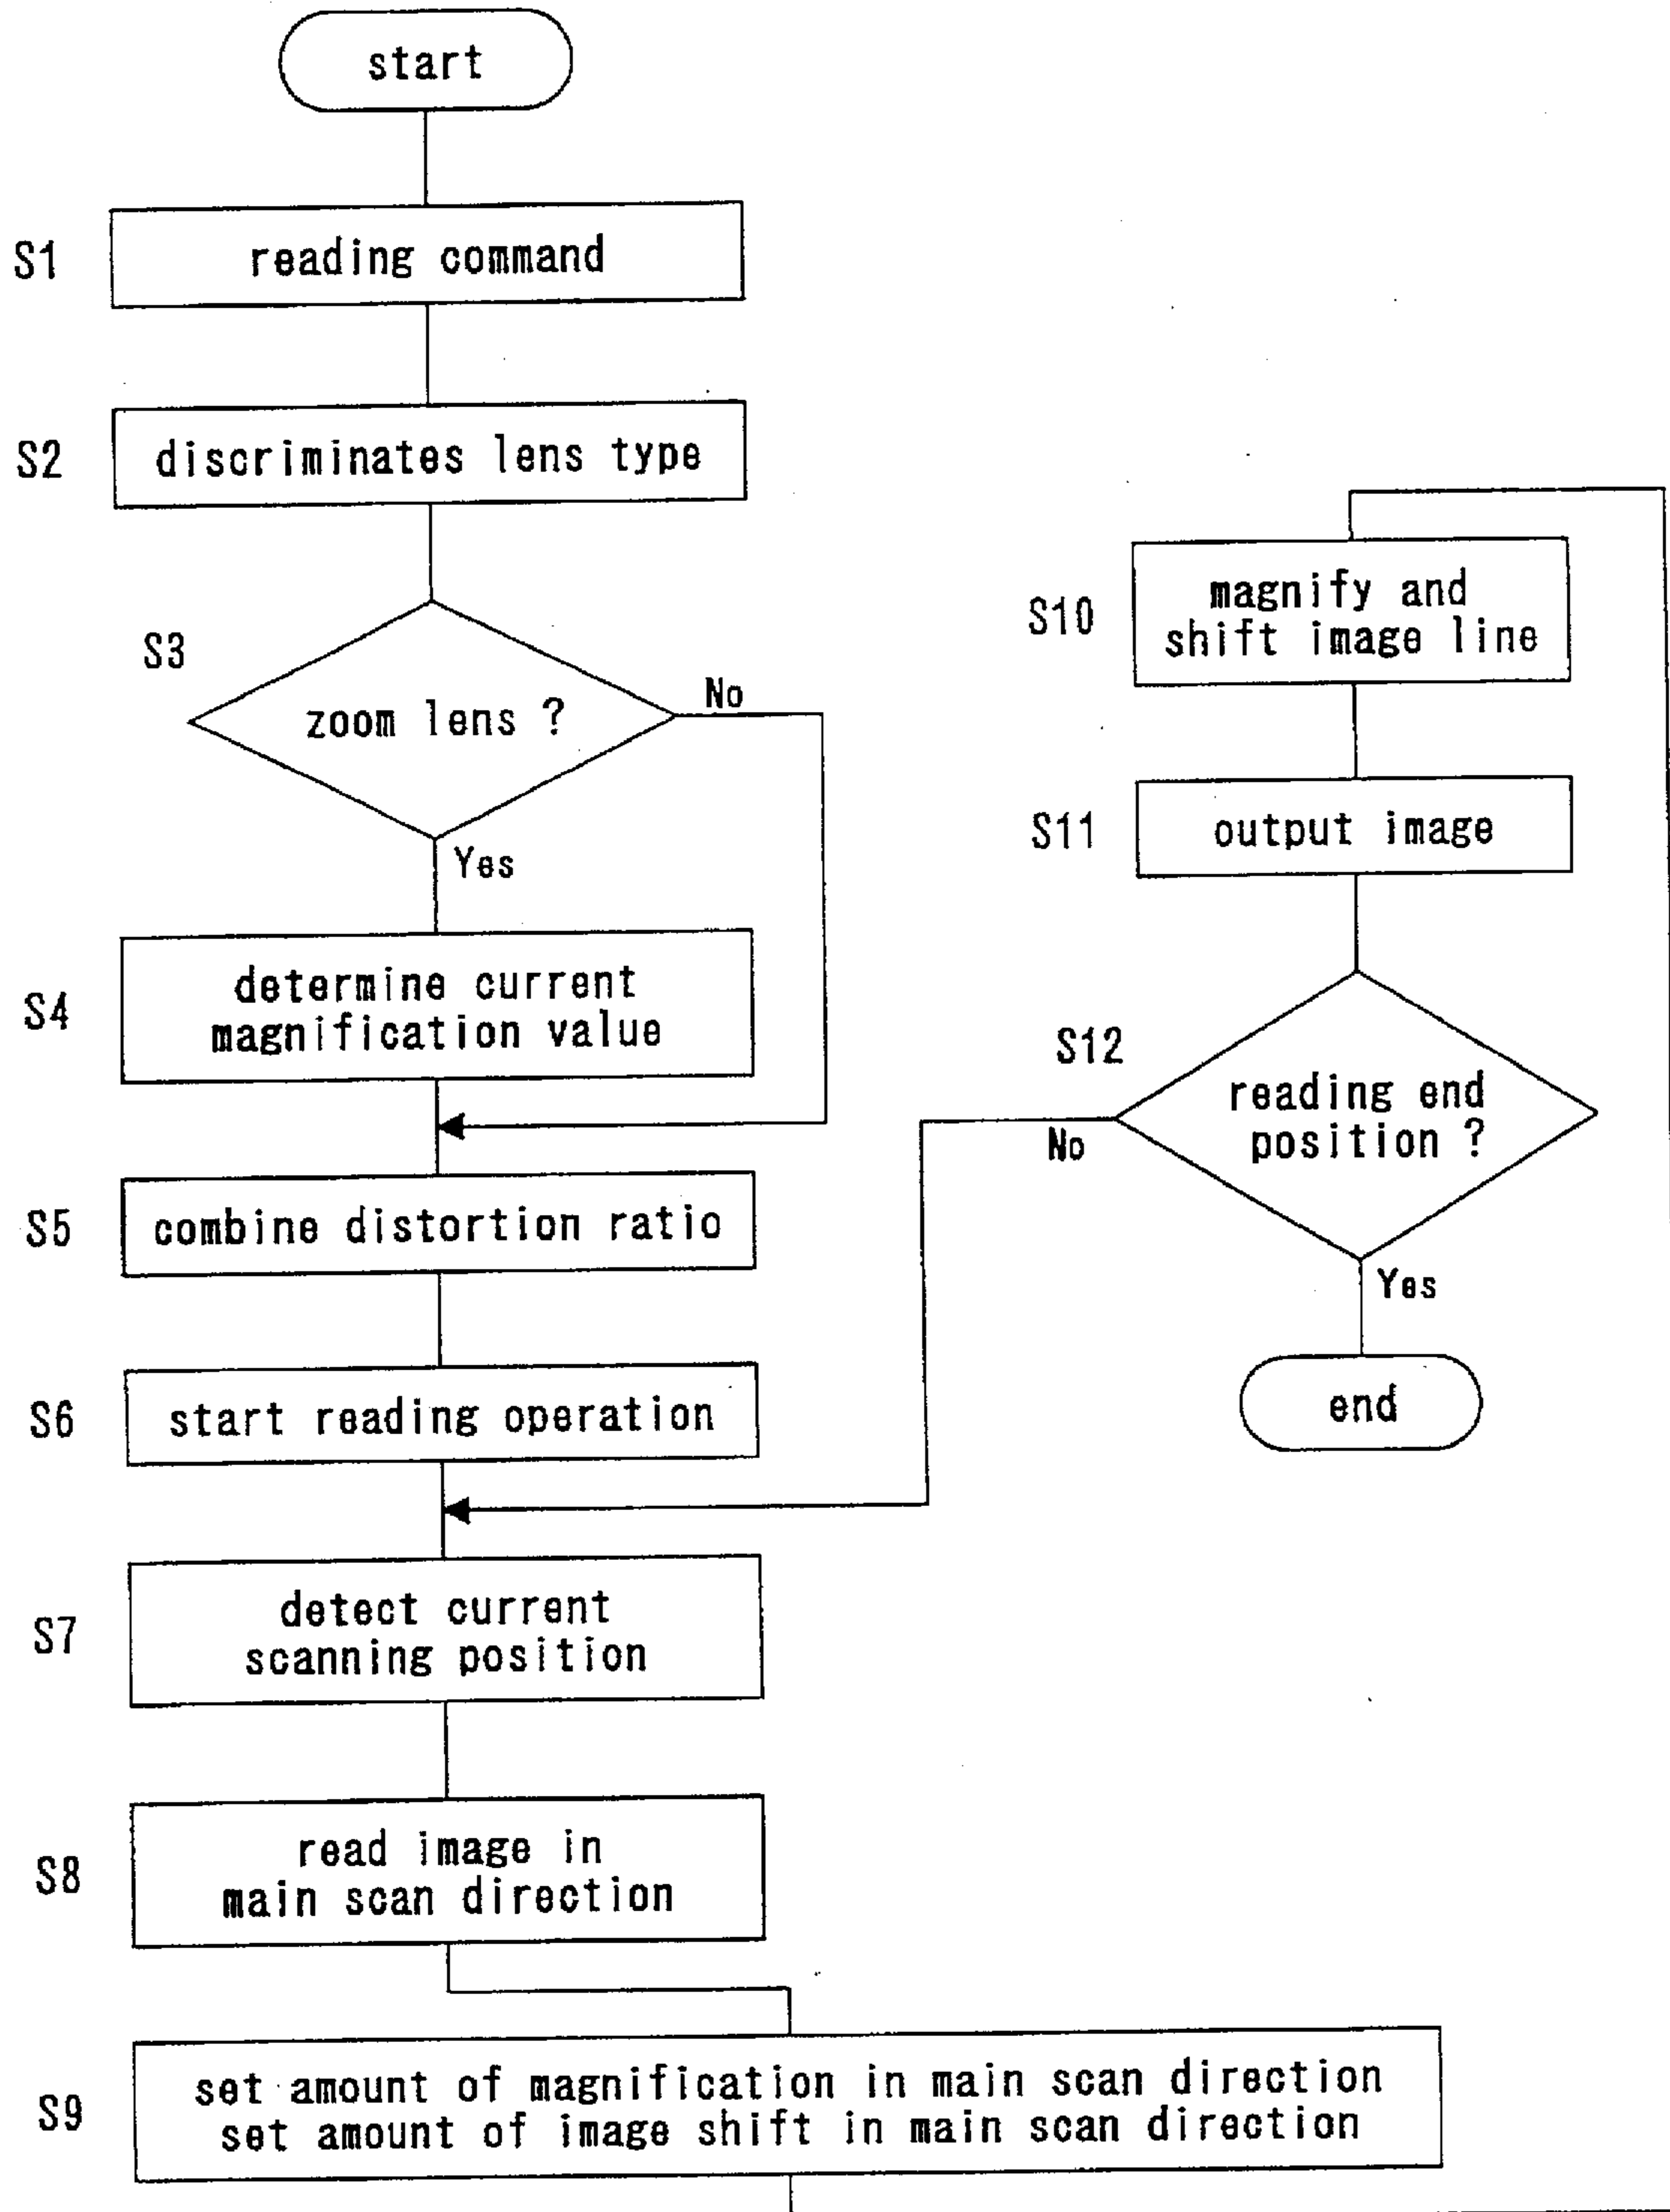 start
S1
reading command
S2
discriminates lens type
S3
zoom lens ?
No
Yes
S4
determine current
magnification value
S5
combine distortion ratio
S6
start reading operation
S7
detect current
scanning position
S8
read image in
main scan direction
S9
set amount of magnification in main scan direction
set amount of image shift in main scan direction
S10
magnify and
shift image line
S11
output image
S12
reading end
position ?
No
Yes
end